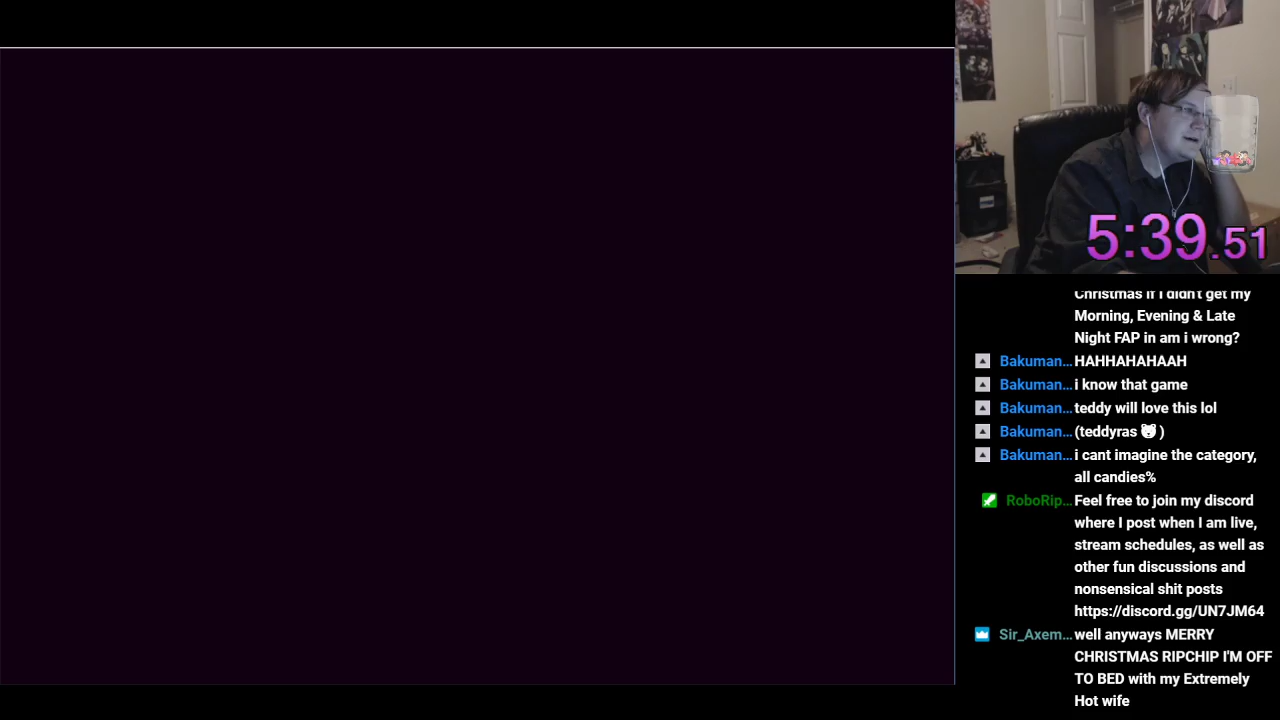 5:39.51
Christmas if i didn't get my
Morning, Evening & Late
Night FAP in am i wrong?
Bakuman… HAHHAHAHAAH
Bakuman… i know that game
Bakuman… teddy will love this lol
Bakuman… (teddyras 🐻 )
Bakuman… i cant imagine the category,
all candies%
RoboRip… Feel free to join my discord
where I post when I am live,
stream schedules, as well as
other fun discussions and
nonsensical shit posts
https://discord.gg/UN7JM64
Sir_Axem… well anyways MERRY
CHRISTMAS RIPCHIP I'M OFF
TO BED with my Extremely
Hot wife